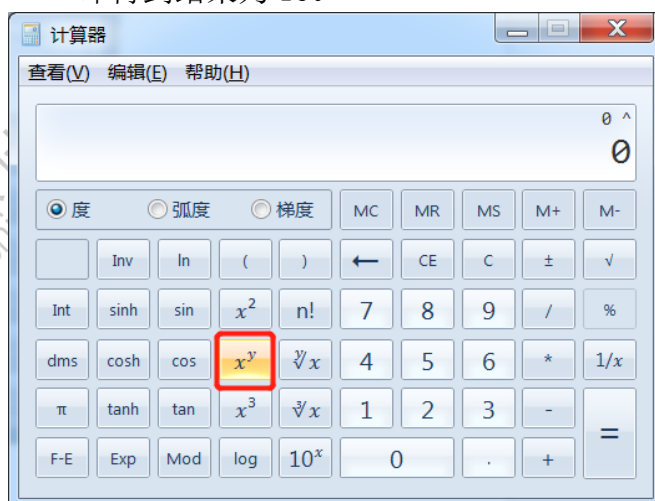 计算器
查看(V) 编辑(E) 帮助(H)
0 ^
0
度 弧度 梯度 MC MR MS M+ M-
Inv ln ( ) ← CE C ± √
Int sinh sin x² n! 7 8 9 / %
dms cosh cos xʸ ʸ√x 4 5 6 * 1/x
π tanh tan x³ ³√x 1 2 3 - =
F-E Exp Mod log 10ˣ 0 . +